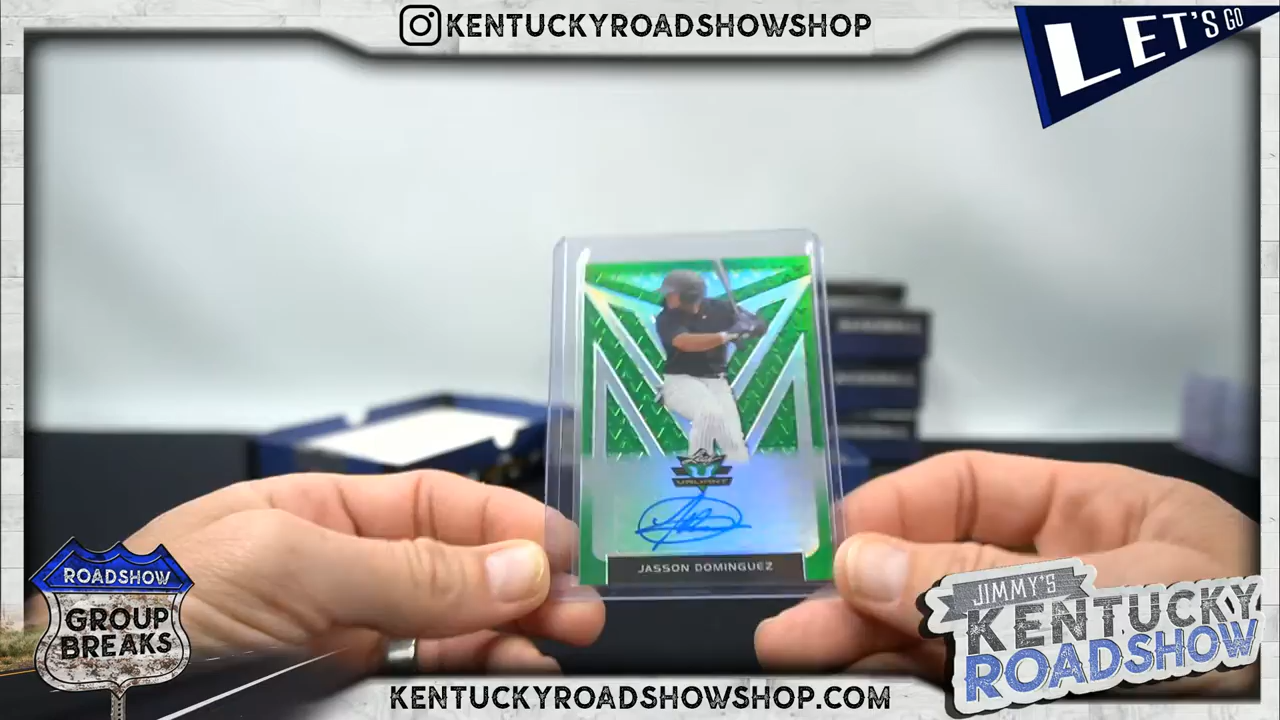 KENTUCKYROADSHOWSHOP
LET'S GO
VALIANT
JASSON DOMINGUEZ
ROADSHOW
GROUP
BREAKS
JIMMY'S
KENTUCKY
ROADSHOW
KENTUCKYROADSHOWSHOP.COM